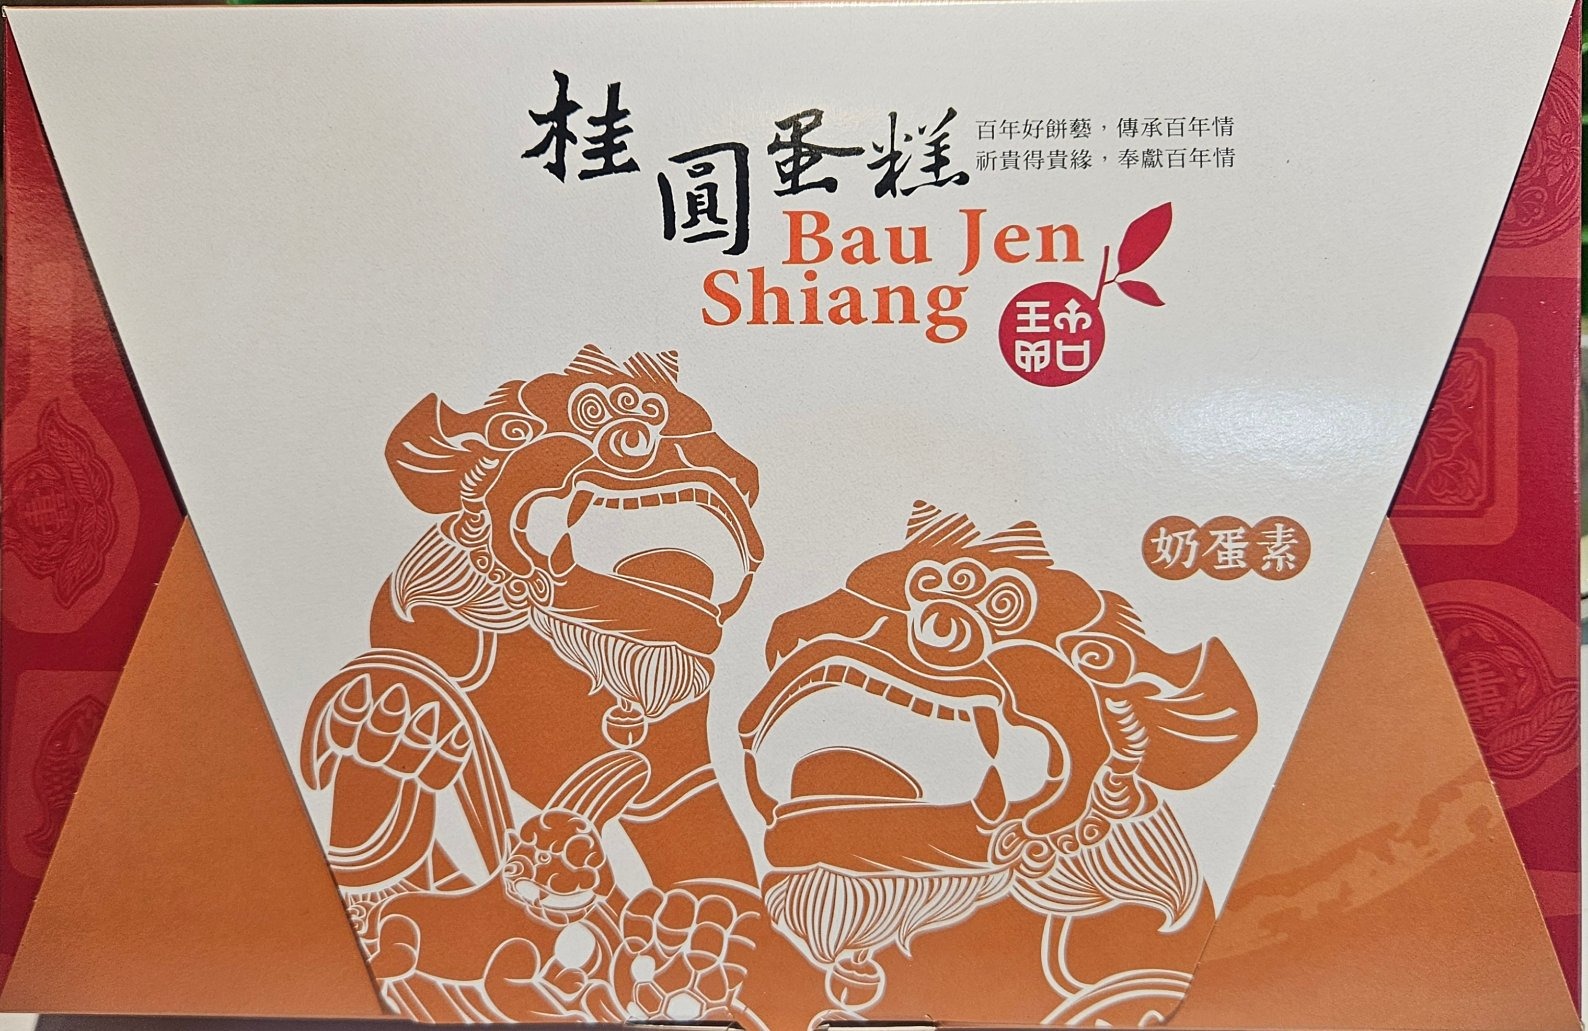 桂圓蛋糕
百年好餅藝，傳承百年情
祈貴得貴緣，奉獻百年情
Bau Jen
Shiang
奶蛋素